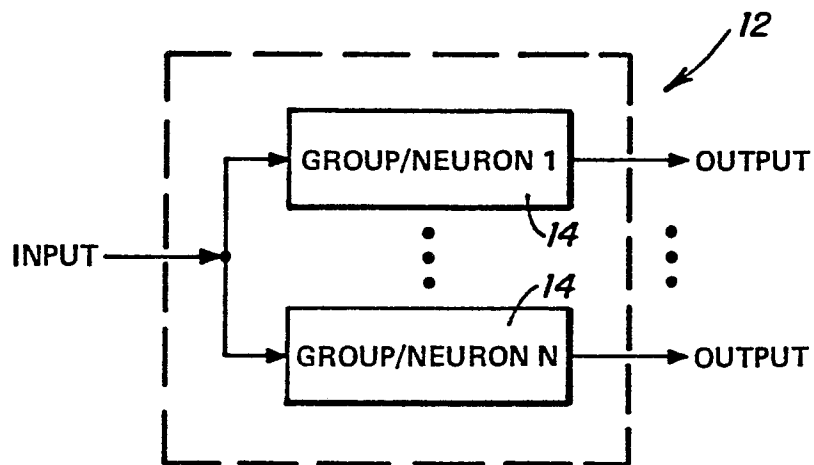 12
GROUP/NEURON 1
OUTPUT
14
INPUT
14
GROUP/NEURON N
OUTPUT